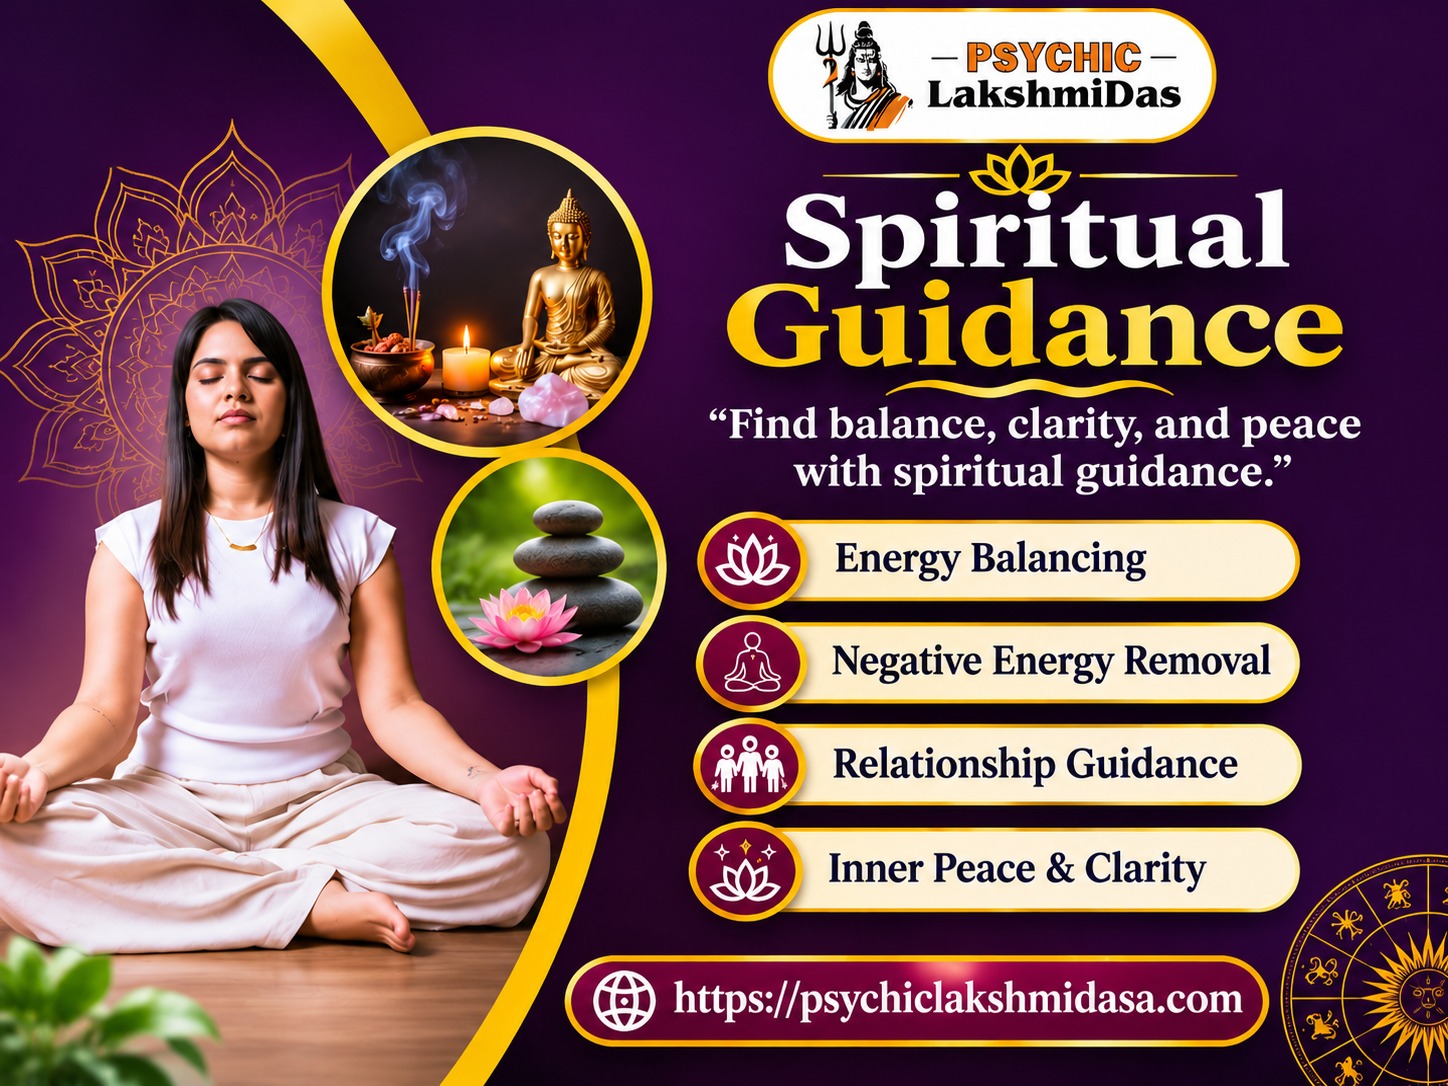 PSYCHIC
LakshmiDas
Spiritual
Guidance
“Find balance, clarity, and peace
with spiritual guidance.”
Energy Balancing
Negative Energy Removal
Relationship Guidance
Inner Peace & Clarity
https://psychiclakshmidasa.com